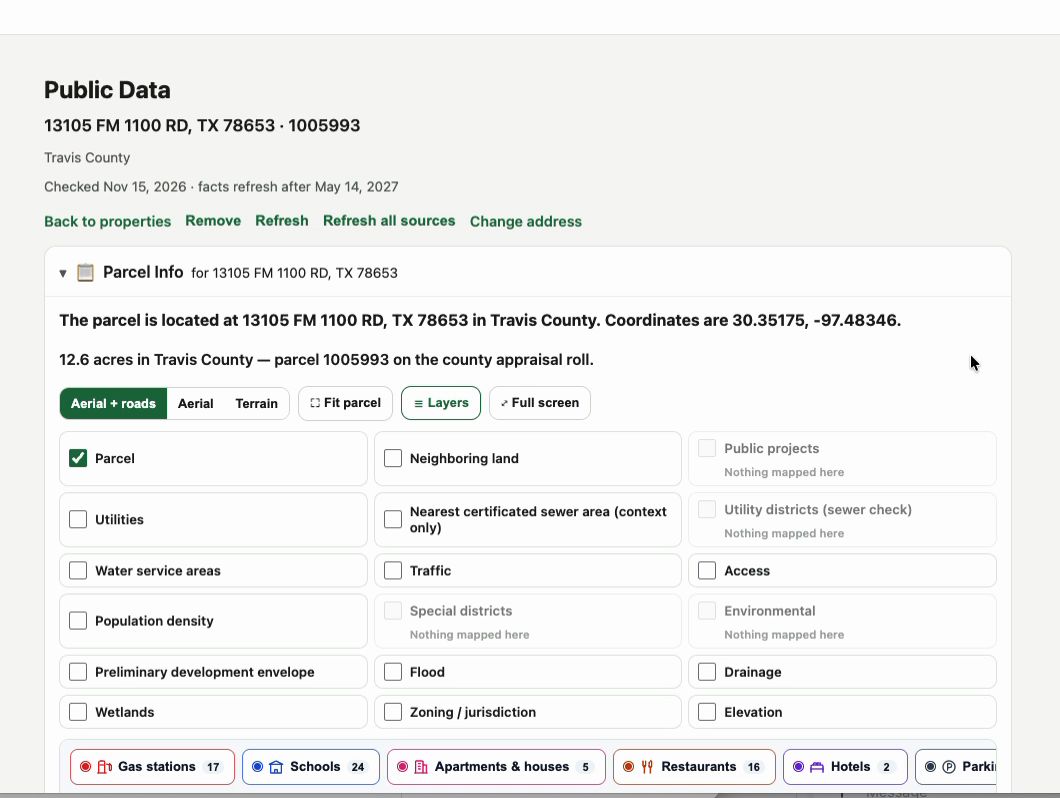 Public Data
13105 FM 1100 RD, TX 78653 · 1005993
Travis County
Checked Nov 15, 2026 · facts refresh after May 14, 2027
Back to properties Remove Refresh Refresh all sources Change address
▼ Parcel Info for 13105 FM 1100 RD, TX 78653
The parcel is located at 13105 FM 1100 RD, TX 78653 in Travis County. Coordinates are 30.35175, -97.48346.
12.6 acres in Travis County — parcel 1005993 on the county appraisal roll.
Aerial + roads Aerial Terrain Fit parcel Layers Full screen
Parcel
Neighboring land
Public projects
Nothing mapped here
Utilities
Nearest certificated sewer area (context
only)
Utility districts (sewer check)
Nothing mapped here
Water service areas
Traffic
Access
Population density
Special districts
Nothing mapped here
Environmental
Nothing mapped here
Preliminary development envelope
Flood
Drainage
Wetlands
Zoning / jurisdiction
Elevation
Gas stations 17 Schools 24 Apartments & houses 5 Restaurants 16 Hotels 2 P